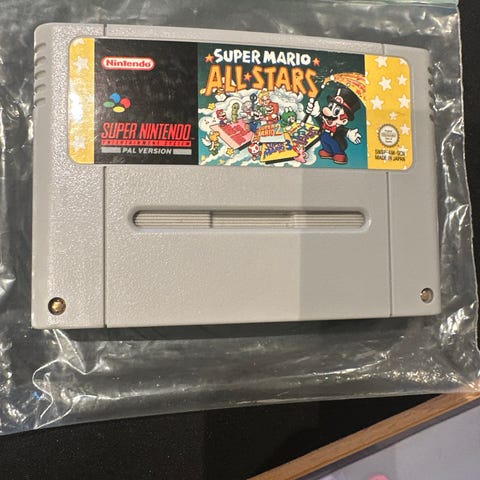 Nintendo
SUPER MARIO
ALL★STARS
SUPER NINTENDO
ENTERTAINMENT SYSTEM
PAL VERSION
MADE IN JAPAN